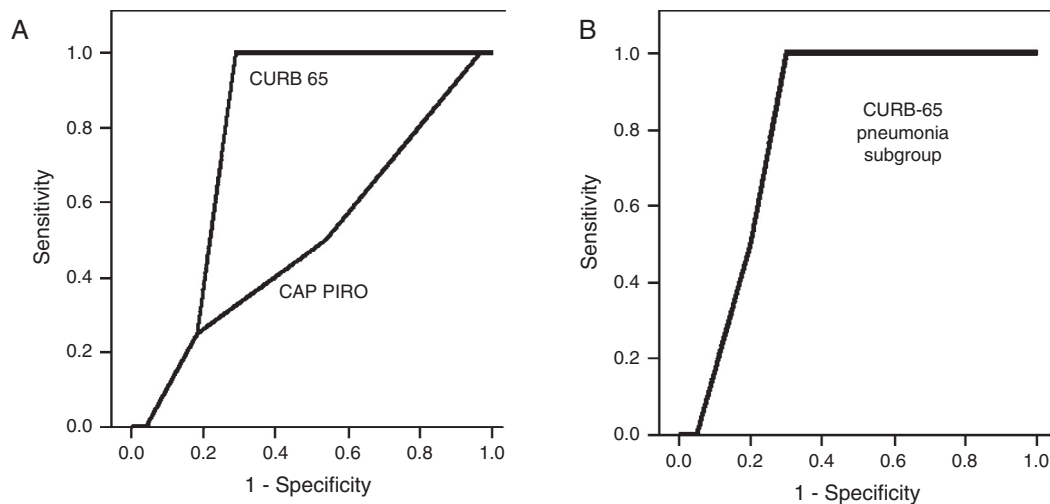 A
1.0
0.8
0.6
0.4
0.2
0.0
Sensitivity
CURB 65
CAP PIRO
0.0 0.2 0.4 0.6 0.8 1.0
1 - Specificity
B
1.0
0.8
0.6
0.4
0.2
0.0
Sensitivity
CURB-65
pneumonia
subgroup
0.0 0.2 0.4 0.6 0.8 1.0
1 - Specificity